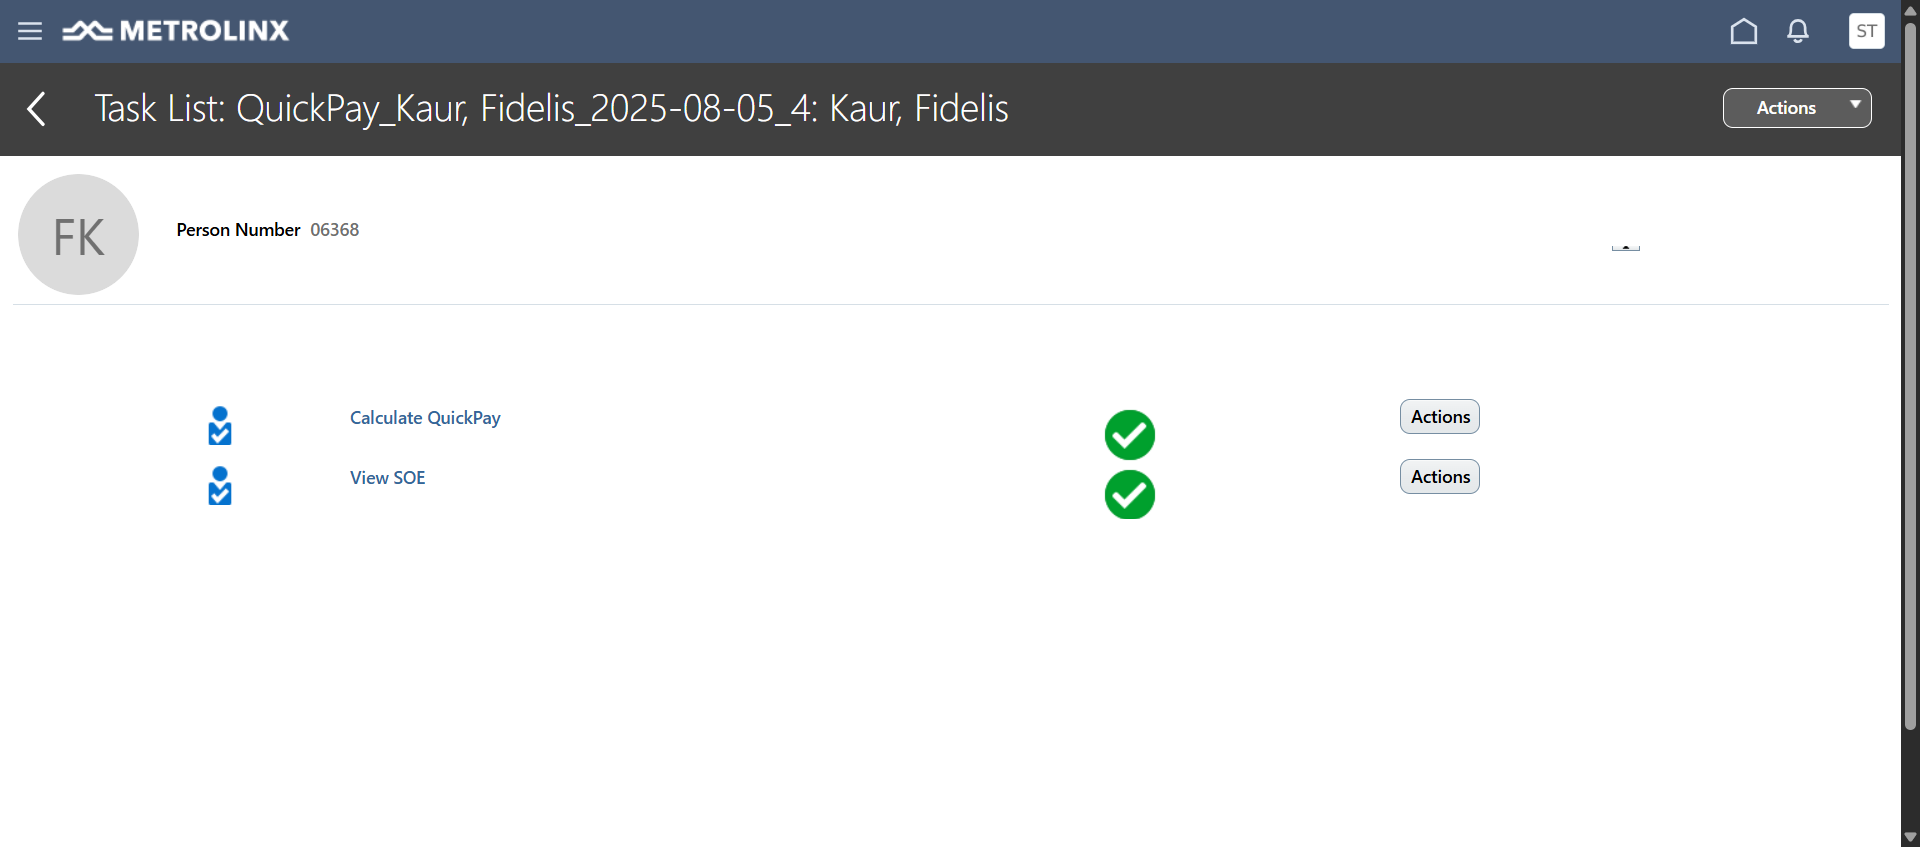 METROLINX
ST
Task List: QuickPay_Kaur, Fidelis_2025-08-05_4: Kaur, Fidelis
Actions
FK
Person Number 06368
Calculate QuickPay
Actions
View SOE
Actions